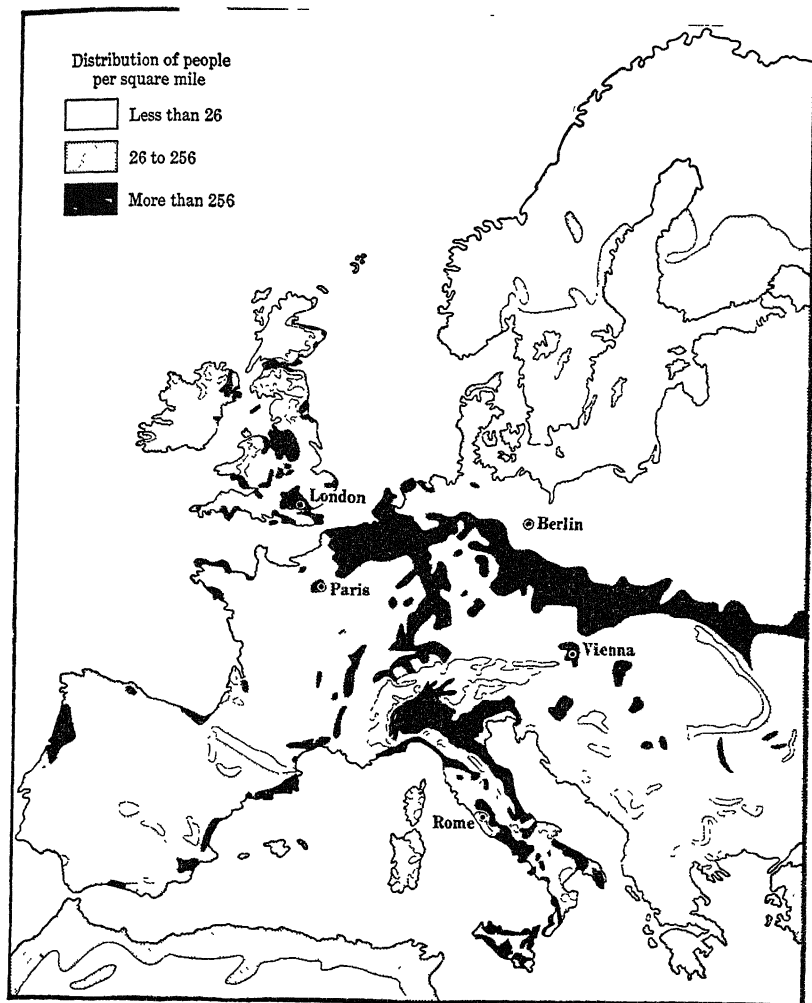 Distribution of people
per square mile
Less than 26
26 to 256
More than 256
London
Berlin
Paris
Vienna
Rome